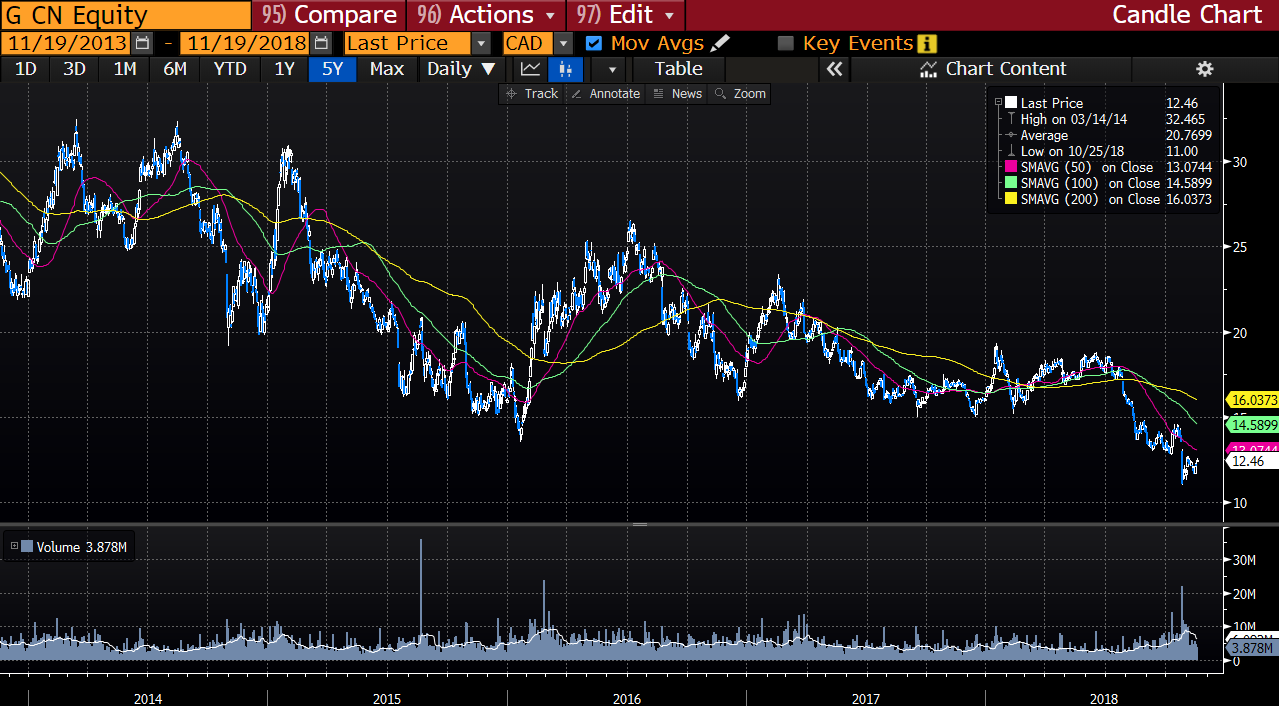 G CN Equity 95) Compare 96) Actions 97) Edit Candle Chart
11/19/2013 - 11/19/2018 Last Price CAD Mov Avgs Key Events
1D 3D 1M 6M YTD 1Y 5Y Max Daily ▼ Table « Chart Content
Track Annotate News Zoom
Last Price 12.46
High on 03/14/14 32.465
Average 20.7699
Low on 10/25/18 11.00
SMAVG (50) on Close 13.0744
SMAVG (100) on Close 14.5899
SMAVG (200) on Close 16.0373
30
25
20
16.0373
15
14.5899
13.0744
12.46
10
Volume 3.878M
30M
20M
10M
3.878M
0
2014 2015 2016 2017 2018